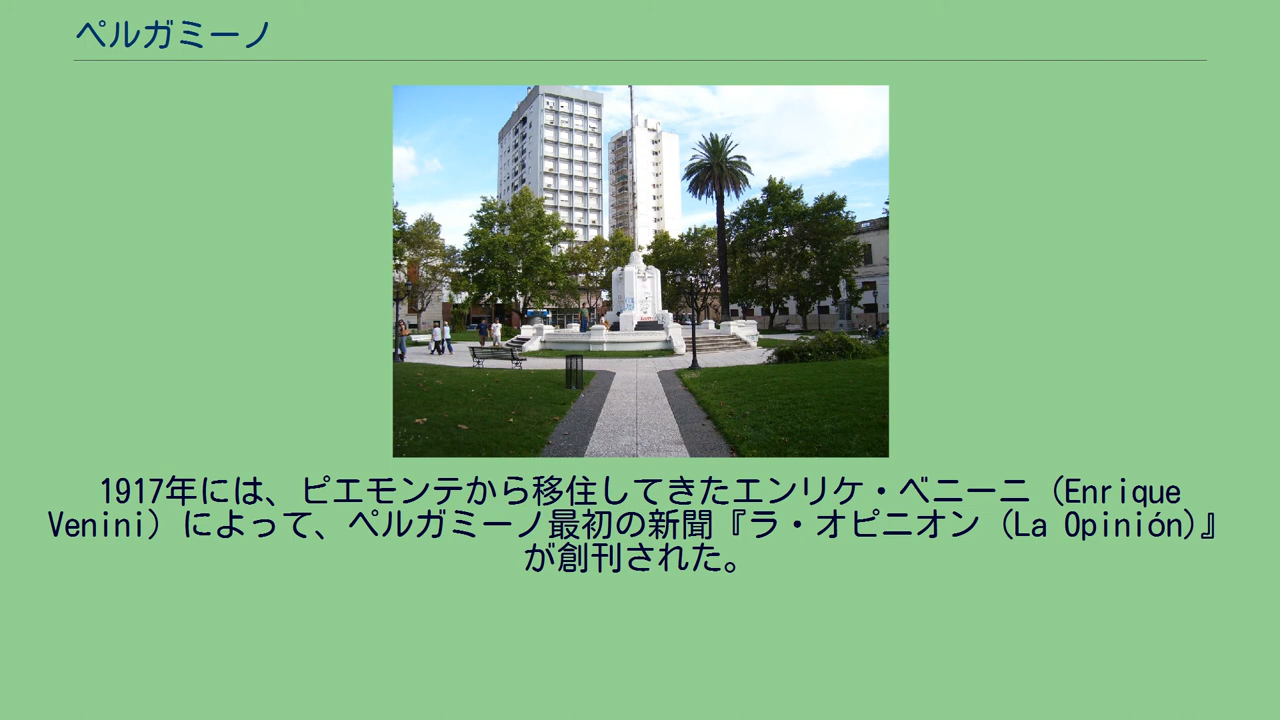 ペルガミーノ
1917年には、ピエモンテから移住してきたエンリケ・ベニーニ（Enrique
Venini）によって、ペルガミーノ最初の新聞『ラ・オピニオン（La Opinión)』
が創刊された。